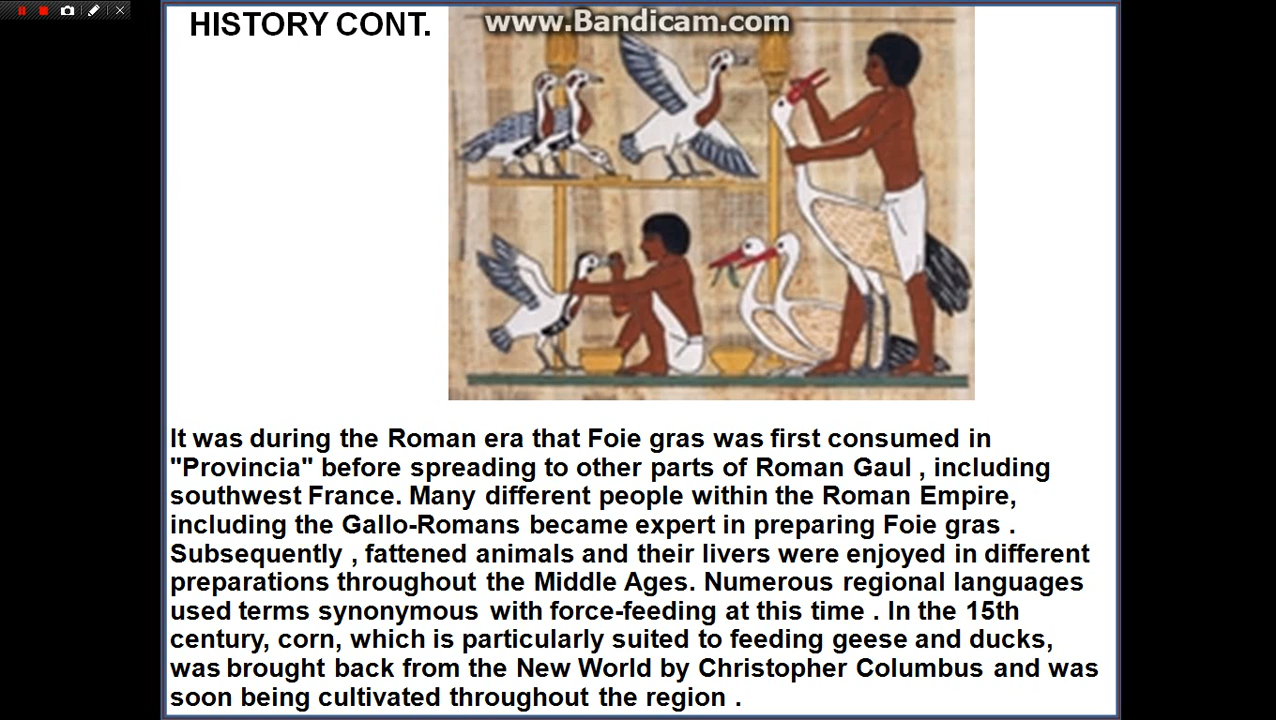 HISTORY CONT.
www.Bandicam.com
It was during the Roman era that Foie gras was first consumed in
"Provincia" before spreading to other parts of Roman Gaul , including
southwest France. Many different people within the Roman Empire,
including the Gallo-Romans became expert in preparing Foie gras .
Subsequently , fattened animals and their livers were enjoyed in different
preparations throughout the Middle Ages. Numerous regional languages
used terms synonymous with force-feeding at this time . In the 15th
century, corn, which is particularly suited to feeding geese and ducks,
was brought back from the New World by Christopher Columbus and was
soon being cultivated throughout the region .